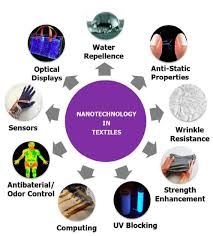 Water
Repellence
Anti-Static
Properties
Wrinkle
Resistance
Strength
Enhancement
UV Blocking
Computing
Antibaterial/
Odor Control
Sensors
Optical
Displays
NANOTECHNOLOGY
IN
TEXTILES